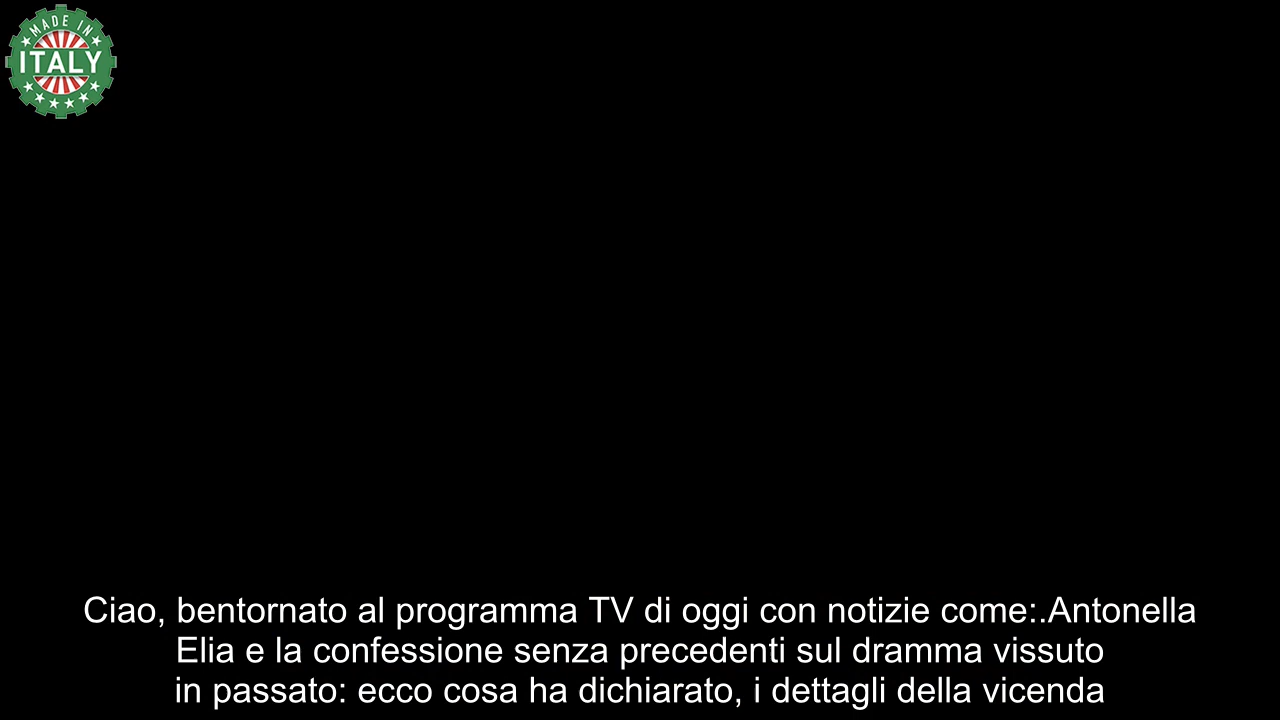 MADE IN
ITALY
Ciao, bentornato al programma TV di oggi con notizie come:.Antonella
Elia e la confessione senza precedenti sul dramma vissuto
in passato: ecco cosa ha dichiarato, i dettagli della vicenda